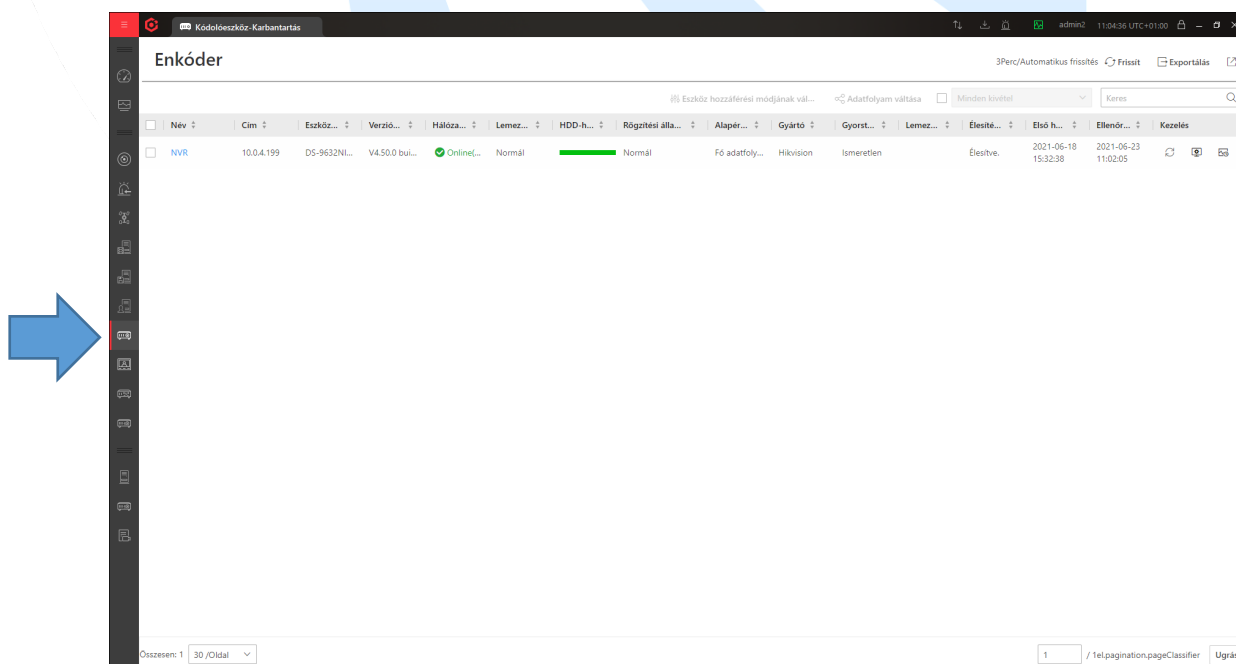 Kódolóeszköz-Karbantartás
admin2 11:04:36 UTC+01:00
Enkóder
3Perc/Automatikus frissítés Frissít Exportálás
Eszköz hozzáférési módjának vál... Adatfolyam váltása Minden kivétel Keres
Név Cím Eszköz... Verzió... Hálóza... Lemez... HDD-h... Rögzítési álla... Alapér... Gyártó Gyorst... Lemez... Élesíté... Első h... Ellenőr... Kezelés
NVR 10.0.4.199 DS-9632NI... V4.50.0 bui... Online(... Normál Normál Fő adatfoly... Hikvision Ismeretlen Élesítve. 2021-06-18 15:32:38 2021-06-23 11:02:05
Összesen: 1 30 /Oldal 1 / 1el.pagination.pageClassifier Ugrás